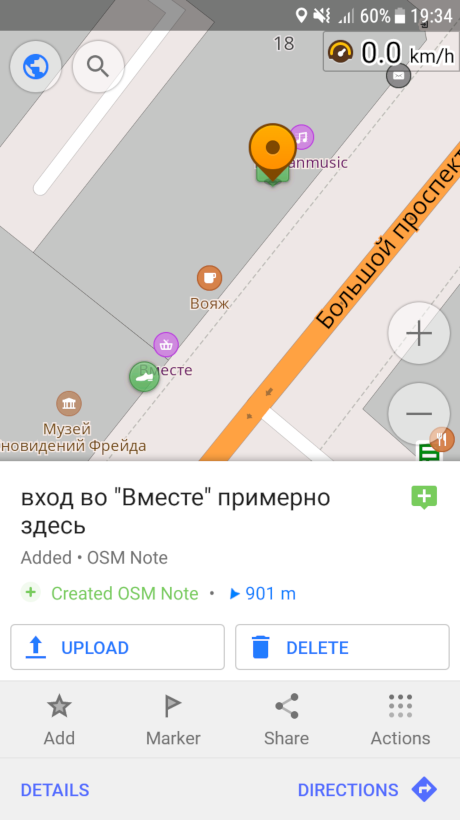 60% 19:34
18
0.0 km/h
anmusic
Большой проспект
Вояж
Вместе
Музей
новидений Фрейда
вход во "Вместе" примерно
здесь
Added • OSM Note
Created OSM Note • 901 m
UPLOAD
DELETE
Add
Marker
Share
Actions
DETAILS
DIRECTIONS